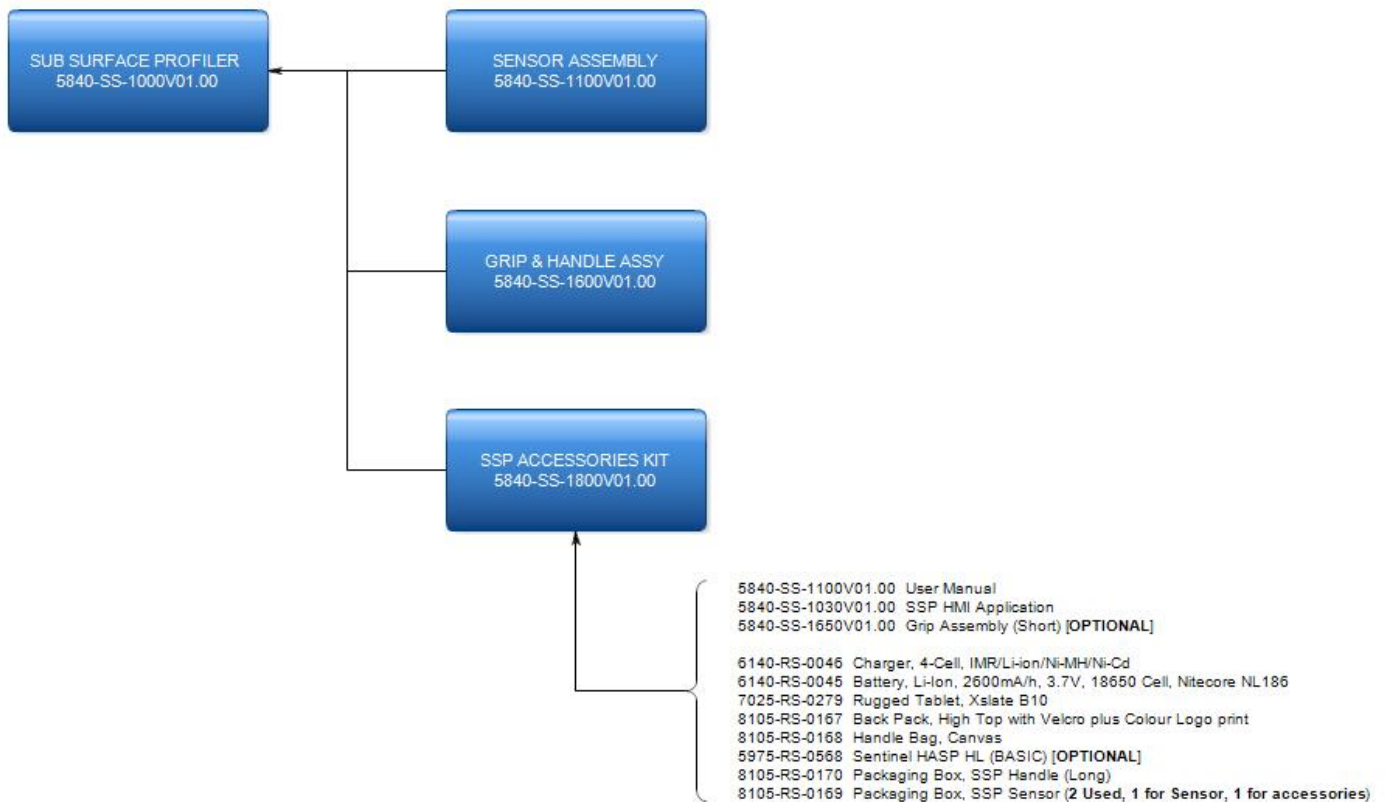 SUB SURFACE PROFILER
5840-SS-1000V01.00
SENSOR ASSEMBLY
5840-SS-1100V01.00
GRIP & HANDLE ASSY
5840-SS-1600V01.00
SSP ACCESSORIES KIT
5840-SS-1800V01.00
5840-SS-1100V01.00 User Manual
5840-SS-1030V01.00 SSP HMI Application
5840-SS-1650V01.00 Grip Assembly (Short) [OPTIONAL]
6140-RS-0046 Charger, 4-Cell, IMR/Li-ion/Ni-MH/Ni-Cd
6140-RS-0045 Battery, Li-Ion, 2600mA/h, 3.7V, 18650 Cell, Nitecore NL186
7025-RS-0279 Rugged Tablet, Xslate B10
8105-RS-0167 Back Pack, High Top with Velcro plus Colour Logo print
8105-RS-0168 Handle Bag, Canvas
5975-RS-0568 Sentinel HASP HL (BASIC) [OPTIONAL]
8105-RS-0170 Packaging Box, SSP Handle (Long)
8105-RS-0169 Packaging Box, SSP Sensor (2 Used, 1 for Sensor, 1 for accessories)